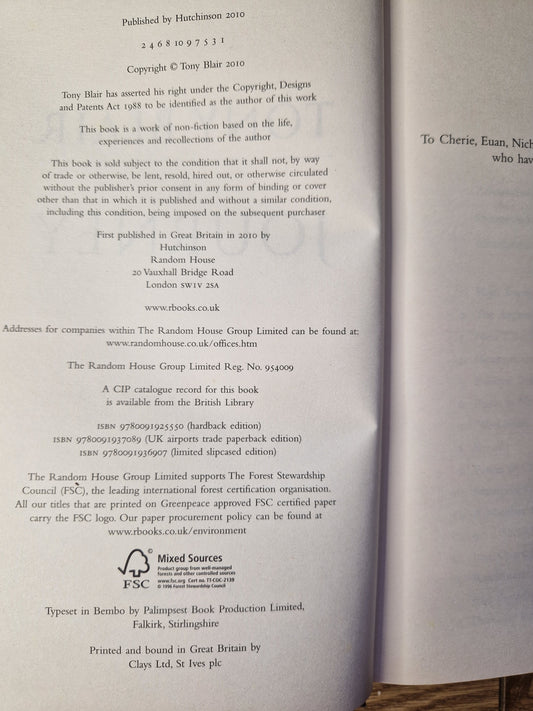 Published by Hutchinson 2010
2 4 6 8 10 9 7 5 3 1
Copyright © Tony Blair 2010
Tony Blair has asserted his right under the Copyright, Designs
and Patents Act 1988 to be identified as the author of this work
This book is a work of non-fiction based on the life,
experiences and recollections of the author
This book is sold subject to the condition that it shall not, by way
of trade or otherwise, be lent, resold, hired out, or otherwise circulated
without the publisher's prior consent in any form of binding or cover
other than that in which it is published and without a similar condition,
including this condition, being imposed on the subsequent purchaser
First published in Great Britain in 2010 by
Hutchinson
Random House
20 Vauxhall Bridge Road
London SW1V 2SA
www.rbooks.co.uk
Addresses for companies within The Random House Group Limited can be found at:
www.randomhouse.co.uk/offices.htm
The Random House Group Limited Reg. No. 954009
A CIP catalogue record for this book
is available from the British Library
ISBN 9780091925550 (hardback edition)
ISBN 9780091937089 (UK airports trade paperback edition)
ISBN 9780091936907 (limited slipcased edition)
The Random House Group Limited supports The Forest Stewardship
Council (FSC), the leading international forest certification organisation.
All our titles that are printed on Greenpeace approved FSC certified paper
carry the FSC logo. Our paper procurement policy can be found at
www.rbooks.co.uk/environment
FSC
©
Mixed Sources
Product group from well-managed
forests and other controlled sources
www.fsc.org Cert no. TT-COC-2139
© 1996 Forest Stewardship Council
Typeset in Bembo by Palimpsest Book Production Limited,
Falkirk, Stirlingshire
Printed and bound in Great Britain by
Clays Ltd, St Ives plc
To Cherie, Euan, Nich
who hav